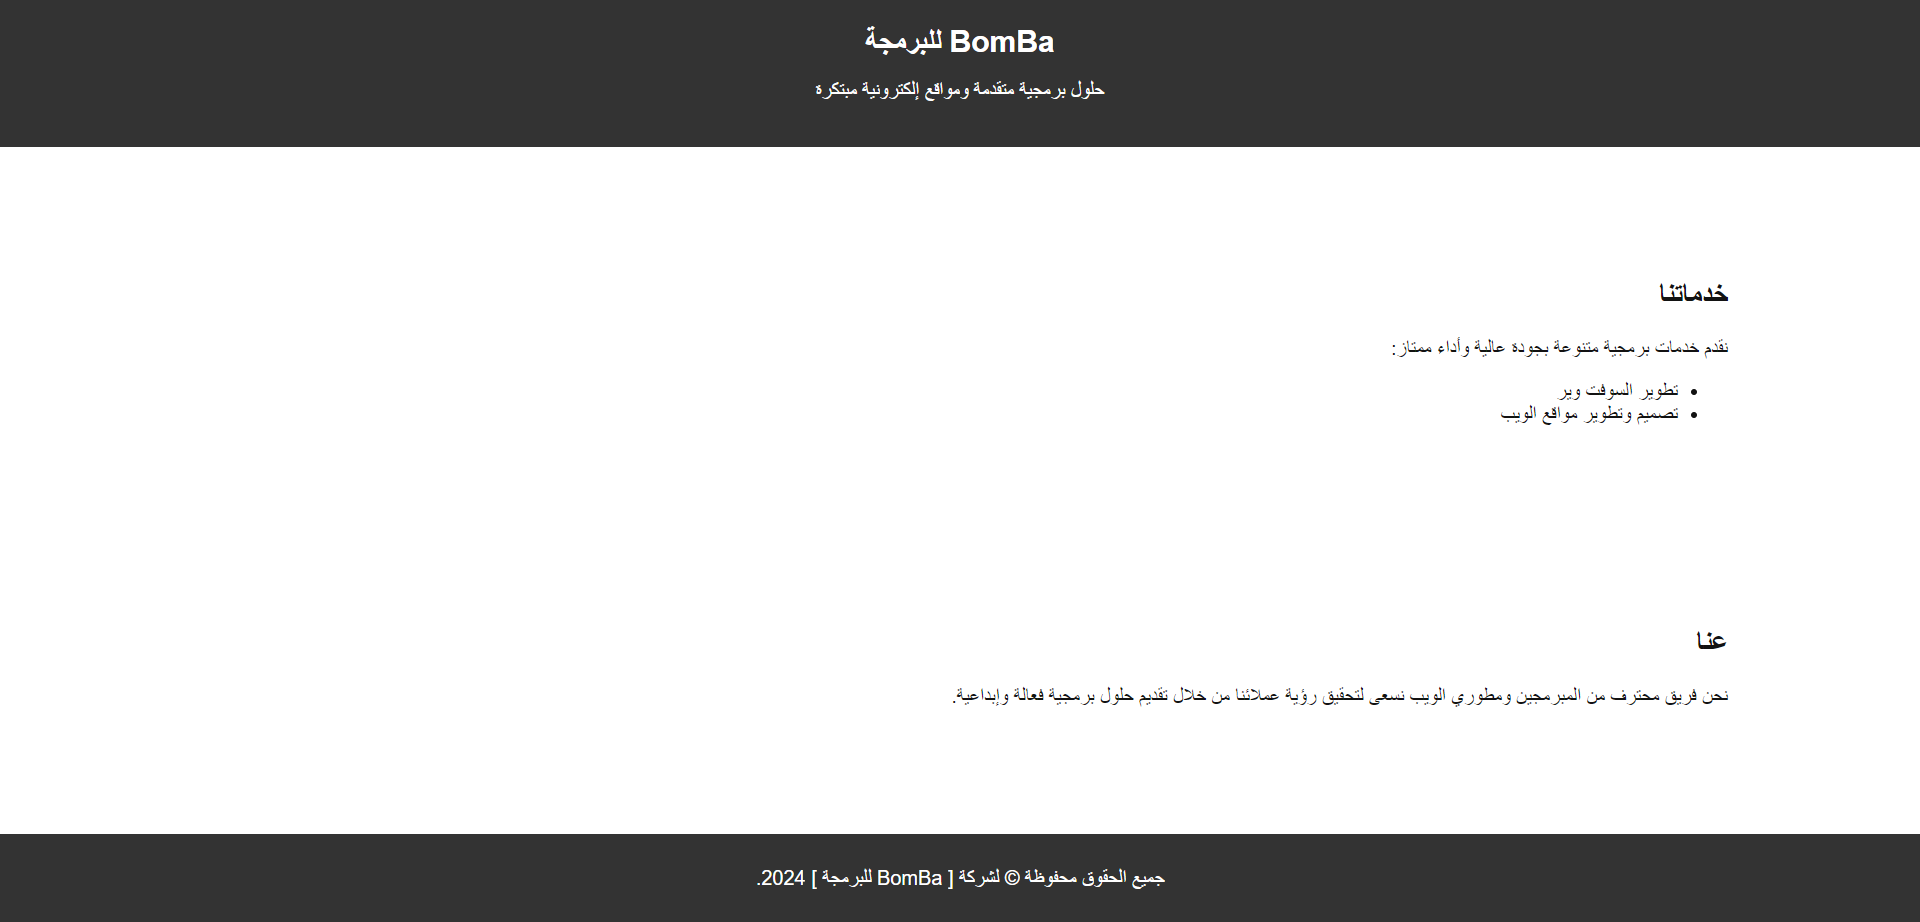 BomBa للبرمجة
حلول برمجية متقدمة ومواقع إلكترونية مبتكرة
خدماتنا
نقدم خدمات برمجية متنوعة بجودة عالية وأداء ممتاز:
• تطوير السوفت وير
• تصميم وتطوير مواقع الويب
عنا
نحن فريق محترف من المبرمجين ومطوري الويب نسعى لتحقيق رؤية عملائنا من خلال تقديم حلول برمجية فعالة وإبداعية.
جميع الحقوق محفوظة © لشركة [ BomBa للبرمجة ] 2024.